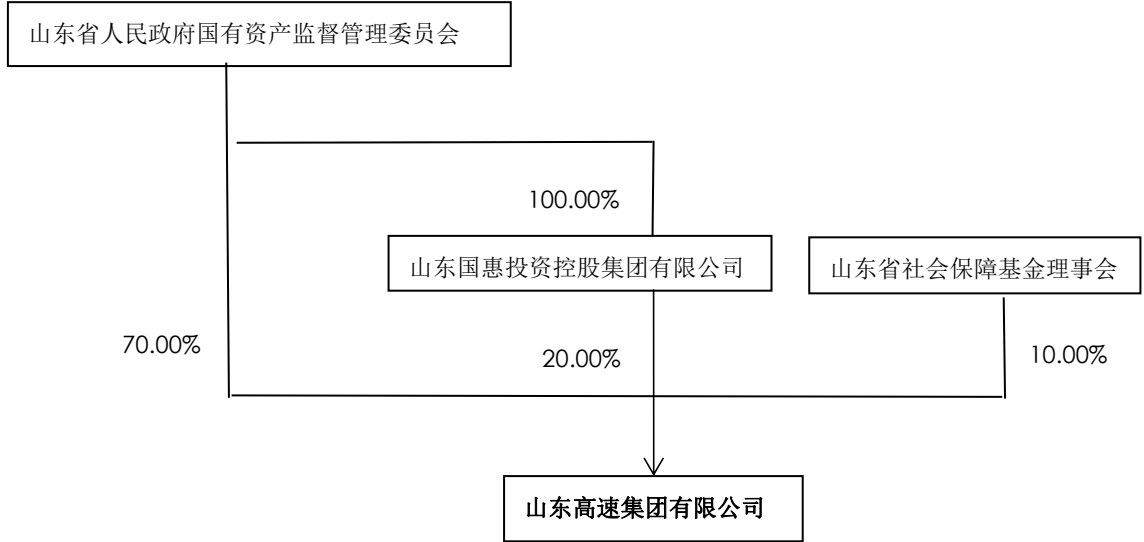 山东省人民政府国有资产监督管理委员会
100.00%
山东国惠投资控股集团有限公司
山东省社会保障基金理事会
70.00%
20.00%
10.00%
山东高速集团有限公司